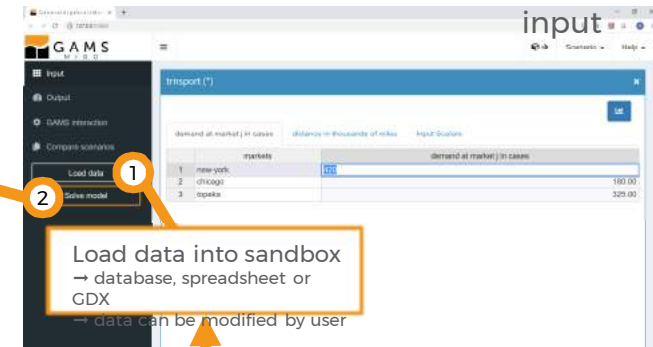 input
GAMS
MIRO
Scenario
Help
Input
Output
GAMS interaction
Compare scenarios
Load data
Solve model
1
2
trnsport (*)
demand at market j in cases
distance in thousands of miles
Input Scalars
markets
demand at market j in cases
1 new-york
2 chicago 180.00
3 topeka 325.00
Load data into sandbox
→ database, spreadsheet or
GDX
→ data can be modified by user